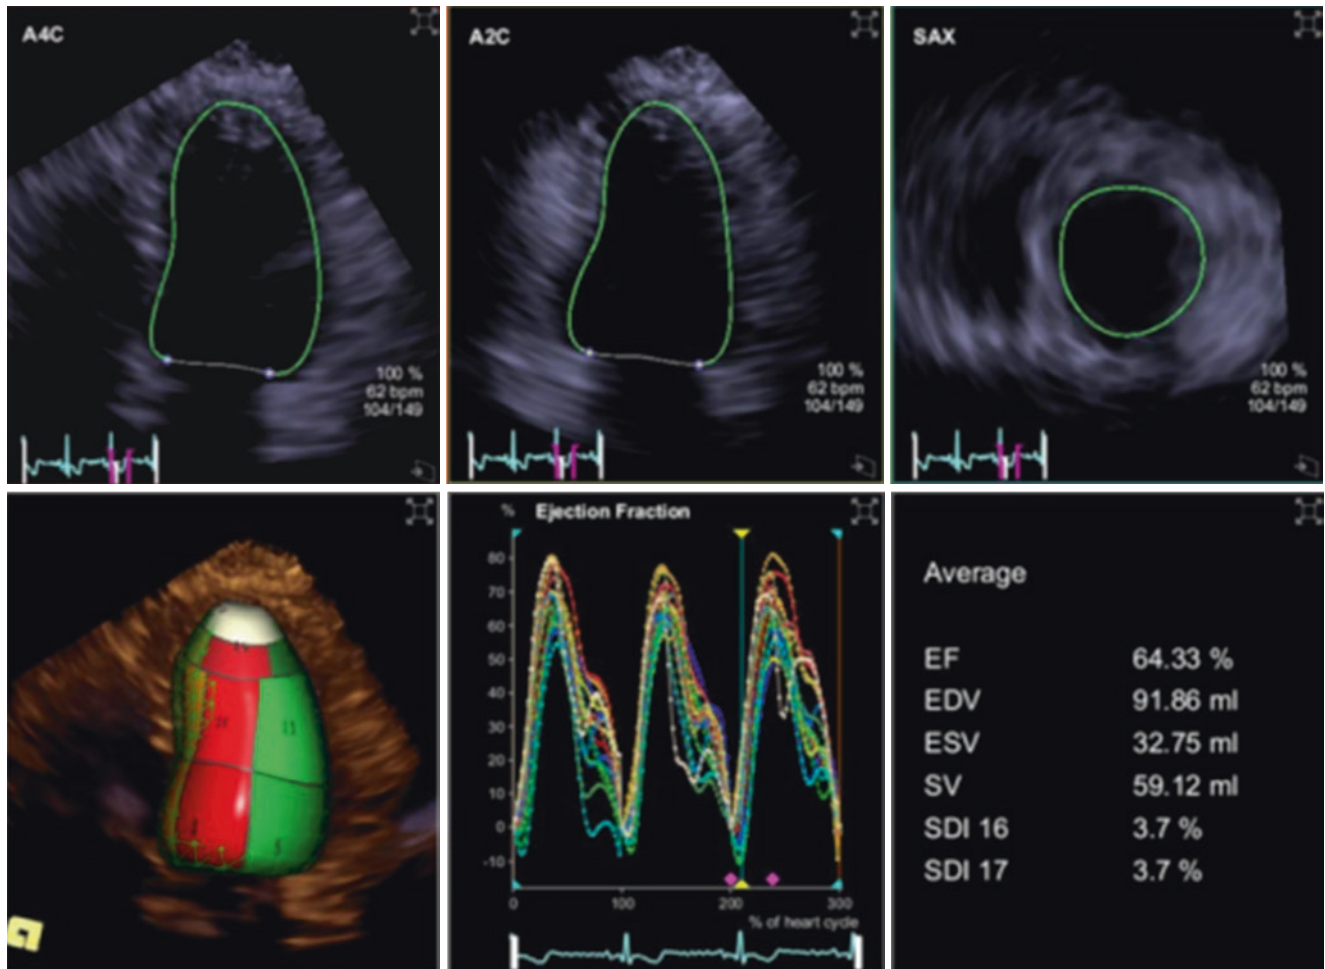 A4C
100 %
62 bpm
104/149
A2C
100 %
62 bpm
104/149
SAX
100 %
62 bpm
104/149
11
5
% Ejection Fraction
80
70
60
50
40
30
20
10
0
-10
0 100 200 300
% of heart cycle
Average
EF 64.33 %
EDV 91.86 ml
ESV 32.75 ml
SV 59.12 ml
SDI 16 3.7 %
SDI 17 3.7 %